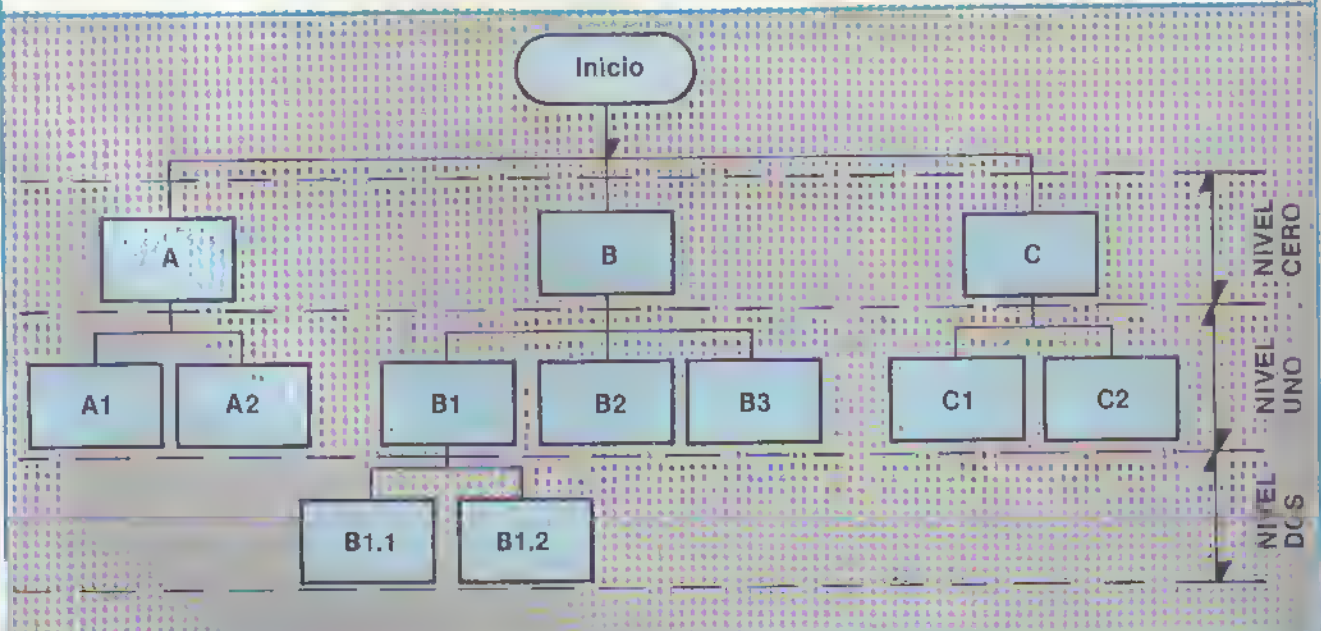 Inicio
A
B
C
NIVEL
CERO
A1
A2
B1
B2
B3
C1
C2
NIVEL
UNO
B1.1
B1.2
NIVEL
DOS